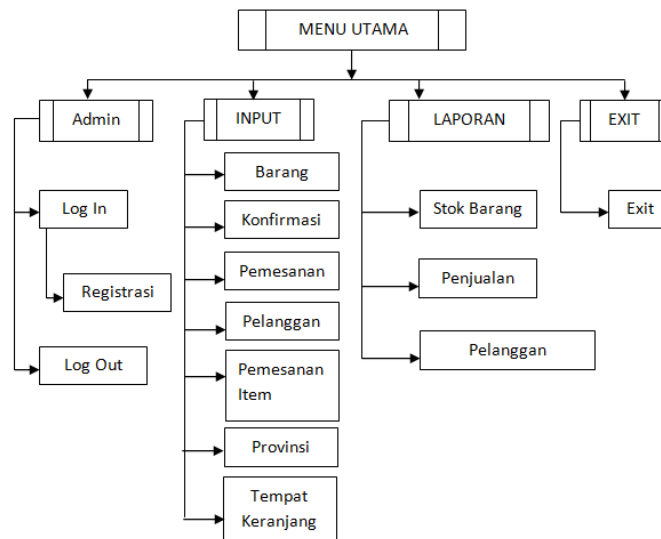 MENU UTAMA
Admin
INPUT
LAPORAN
EXIT
Log In
Registrasi
Log Out
Barang
Konfirmasi
Pemesanan
Pelanggan
Pemesanan
Item
Provinsi
Tempat
Keranjang
Stok Barang
Penjualan
Pelanggan
Exit